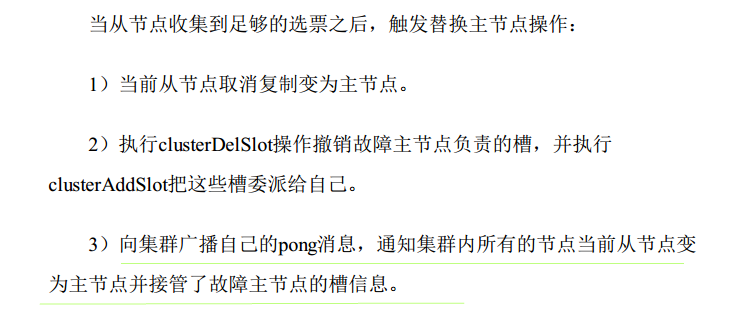 当从节点收集到足够的选票之后，触发替换主节点操作：
1）当前从节点取消复制变为主节点。
2）执行clusterDelSlot操作撤销故障主节点负责的槽，并执行
clusterAddSlot把这些槽委派给自己。
3）向集群广播自己的pong消息，通知集群内所有的节点当前从节点变
为主节点并接管了故障主节点的槽信息。